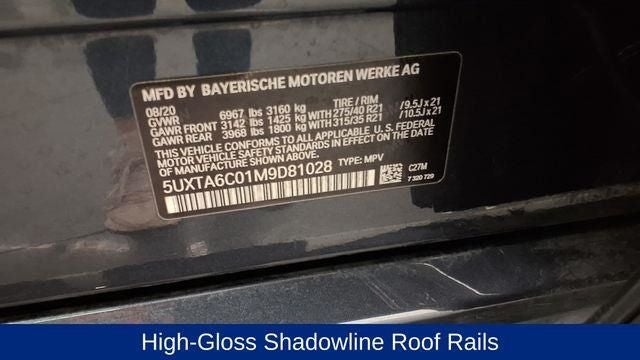 MFD BY BAYERISCHE MOTOREN WERKE AG
08/20
GVWR 6967 lbs 3160 kg TIRE / RIM
GAWR FRONT 3142 lbs 1425 kg WITH 275/40 R21 /9.5J x 21
GAWR REAR 3968 lbs 1800 kg WITH 315/35 R21 /10.5J x 21
THIS VEHICLE CONFORMS TO ALL APPLICABLE U.S. FEDERAL
MOTOR VEHICLE SAFETY STANDARDS IN EFFECT ON THE DATE
OF MANUFACTURE SHOWN ABOVE.
5UXTA6C01M9D81028 TYPE: MPV
C27M
7 320 729
High-Gloss Shadowline Roof Rails